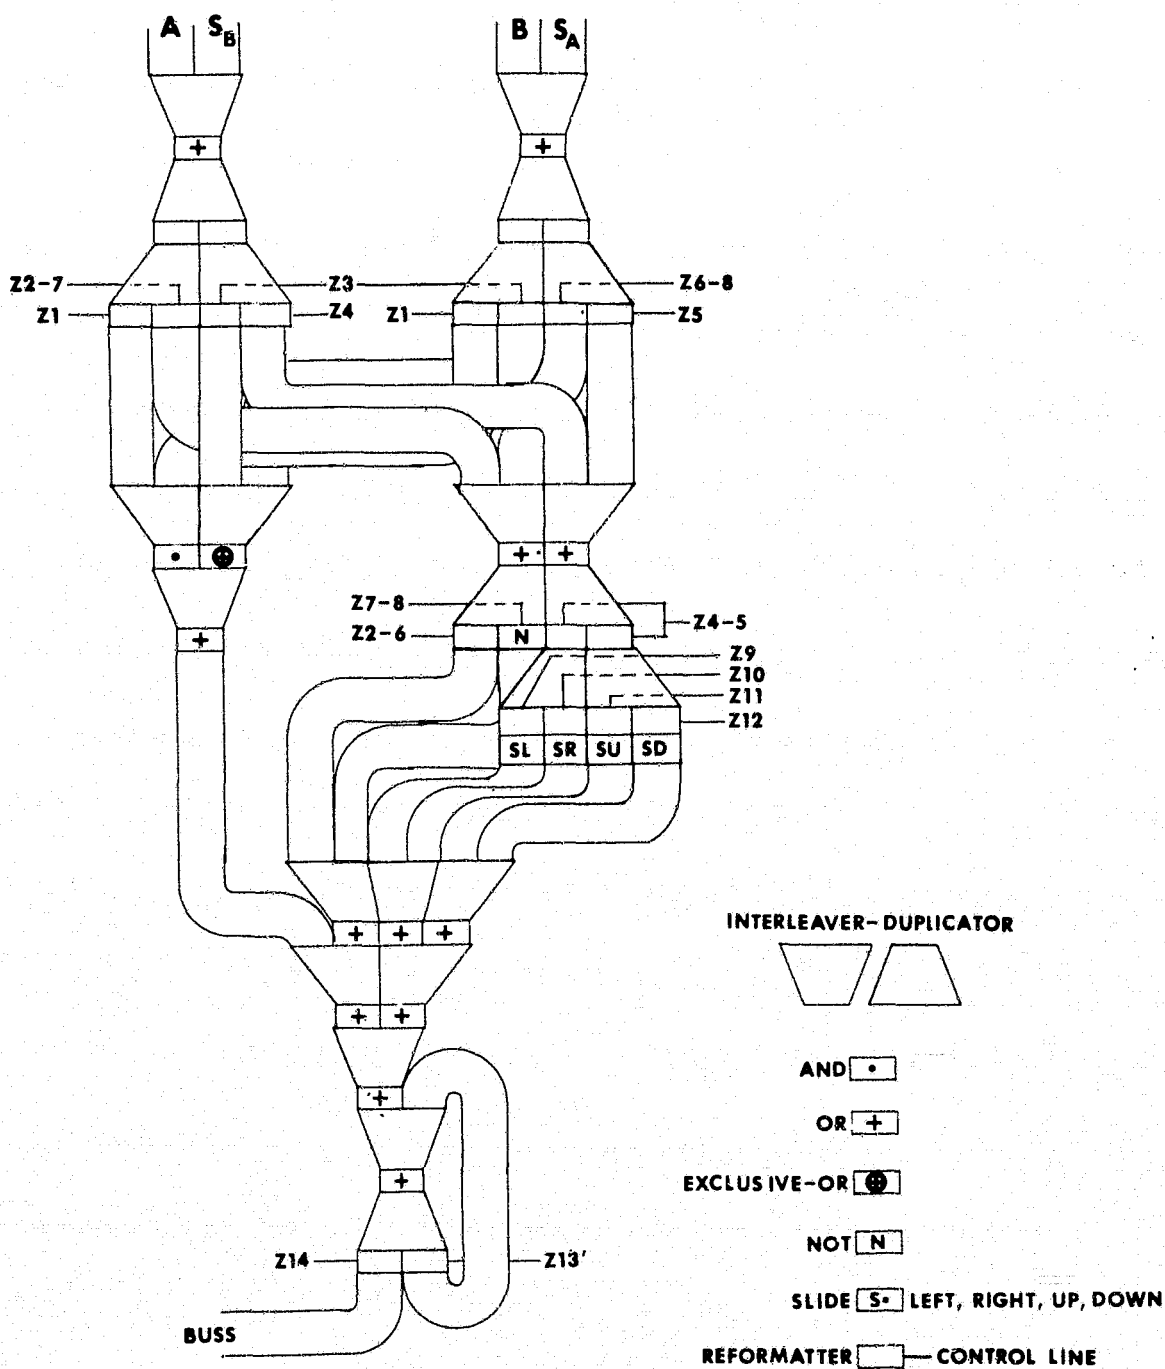 A S_B B S_A
+ +
Z2-7 Z3 Z6-8
Z1 Z4 Z1 Z5
• ⊕ + +
Z7-8
Z2-6 N Z4-5
+
Z9
Z10
Z11
Z12
SL SR SU SD
+ + +
INTERLEAVER-DUPLICATOR
+ +
AND •
+
OR +
+
EXCLUSIVE-OR ⊕
NOT N
Z14 Z13'
SLIDE S• LEFT, RIGHT, UP, DOWN
BUSS
REFORMATTER CONTROL LINE